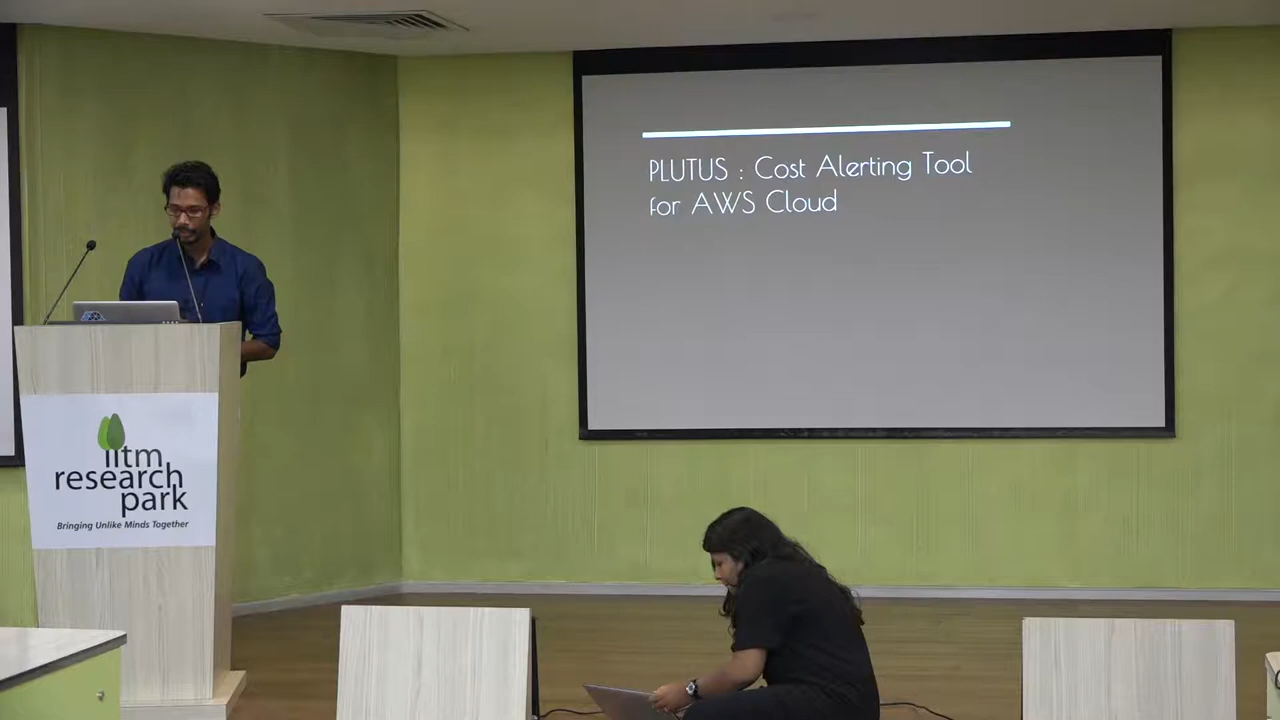 PLUTUS : Cost Alerting Tool
for AWS Cloud
iitm
research
park
Bringing Unlike Minds Together